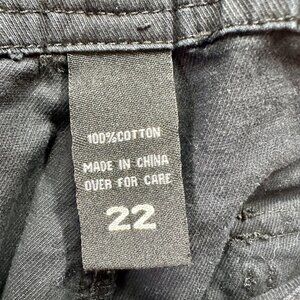 100%COTTON
MADE IN CHINA
OVER FOR CARE
22